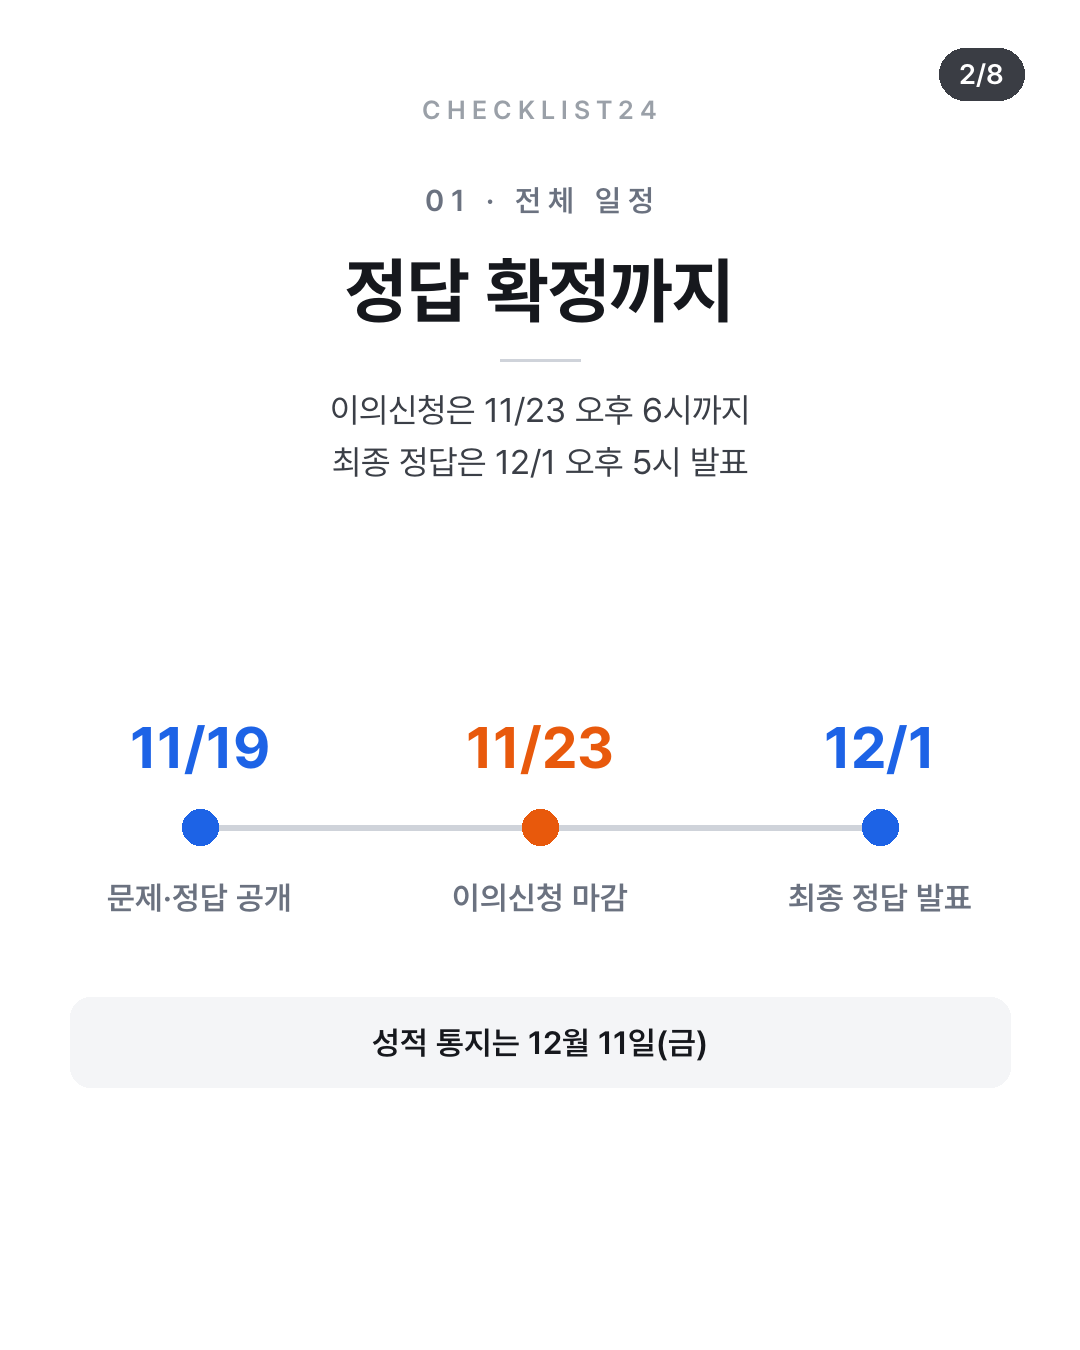 2/8
CHECKLIST24
01 · 전체 일정
정답 확정까지
이의신청은 11/23 오후 6시까지
최종 정답은 12/1 오후 5시 발표
11/19 11/23 12/1
문제·정답 공개 이의신청 마감 최종 정답 발표
성적 통지는 12월 11일(금)